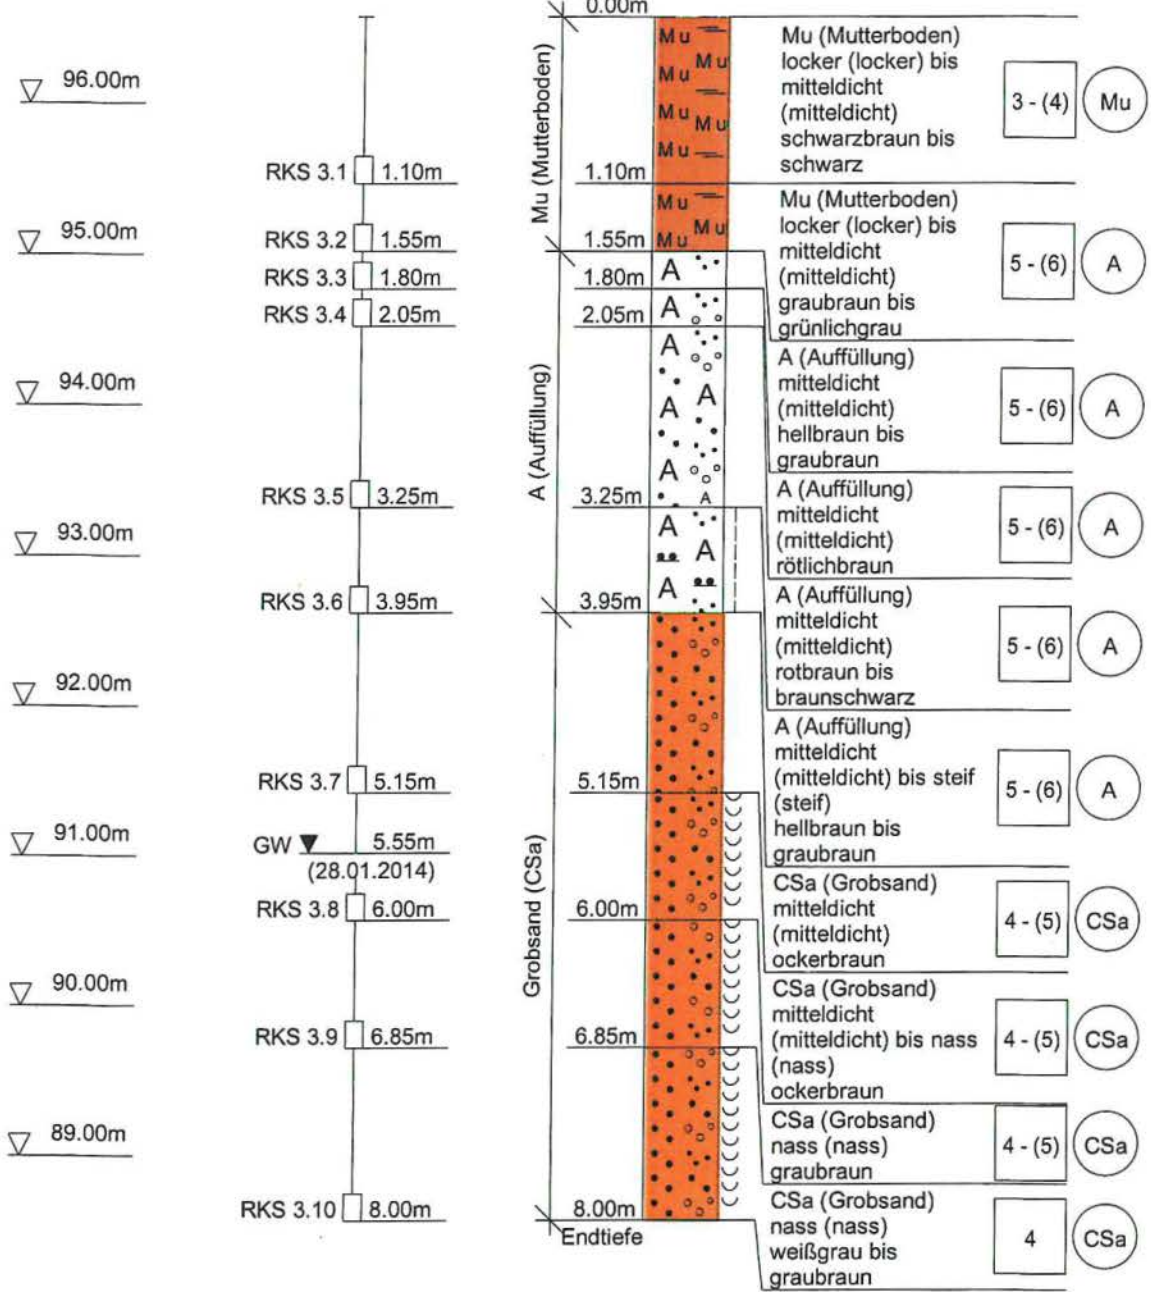 0.00m
96.00m
95.00m
94.00m
93.00m
92.00m
91.00m
90.00m
89.00m
RKS 3.1 1.10m
RKS 3.2 1.55m
RKS 3.3 1.80m
RKS 3.4 2.05m
RKS 3.5 3.25m
RKS 3.6 3.95m
RKS 3.7 5.15m
GW 5.55m
(28.01.2014)
RKS 3.8 6.00m
RKS 3.9 6.85m
RKS 3.10 8.00m
Mu (Mutterboden)
A (Auffüllung)
Grobsand (CSa)
1.10m
1.55m
1.80m
2.05m
3.25m
3.95m
5.15m
6.00m
6.85m
8.00m
Endtiefe
Mu
Mu
Mu
Mu
Mu
Mu
Mu
Mu
Mu
A
A
A
A
A
A
A
A
A
A
Mu (Mutterboden)
locker (locker) bis
mitteldicht
(mitteldicht)
schwarzbraun bis
schwarz
3 - (4) Mu
Mu (Mutterboden)
locker (locker) bis
mitteldicht
(mitteldicht)
graubraun bis
grünlichgrau
5 - (6) A
A (Auffüllung)
mitteldicht
(mitteldicht)
hellbraun bis
graubraun
5 - (6) A
A (Auffüllung)
mitteldicht
(mitteldicht)
rötlichbraun
5 - (6) A
A (Auffüllung)
mitteldicht
(mitteldicht)
rotbraun bis
braunschwarz
5 - (6) A
A (Auffüllung)
mitteldicht
(mitteldicht) bis steif
(steif)
hellbraun bis
graubraun
5 - (6) A
CSa (Grobsand)
mitteldicht
(mitteldicht)
ockerbraun
4 - (5) CSa
CSa (Grobsand)
mitteldicht
(mitteldicht) bis nass
(nass)
ockerbraun
4 - (5) CSa
CSa (Grobsand)
nass (nass)
graubraun
4 - (5) CSa
CSa (Grobsand)
nass (nass)
weißgrau bis
graubraun
4 CSa